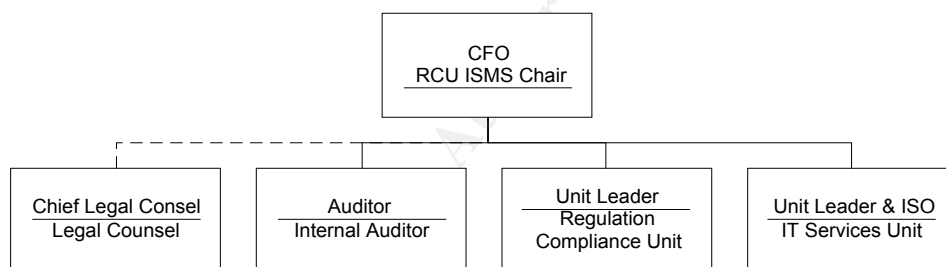 CFO
RCU ISMS Chair
Chief Legal Consel
Legal Counsel
Auditor
Internal Auditor
Unit Leader
Regulation
Compliance Unit
Unit Leader & ISO
IT Services Unit